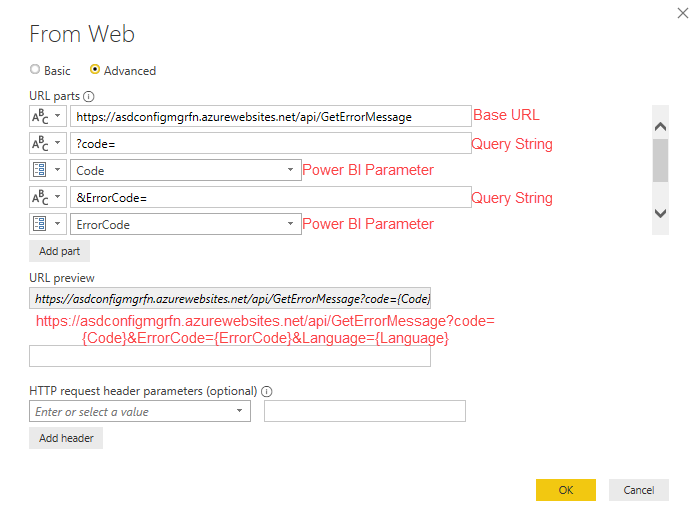 From Web
Basic
Advanced
URL parts
ABC
https://asdconfigmgrfn.azurewebsites.net/api/GetErrorMessage
Base URL
ABC
?code=
Query String
Code
Power BI Parameter
ABC
&ErrorCode=
Query String
ErrorCode
Power BI Parameter
Add part
URL preview
https://asdconfigmgrfn.azurewebsites.net/api/GetErrorMessage?code={Code}
https://asdconfigmgrfn.azurewebsites.net/api/GetErrorMessage?code=
{Code}&ErrorCode={ErrorCode}&Language={Language}
HTTP request header parameters (optional)
Enter or select a value
Add header
OK
Cancel